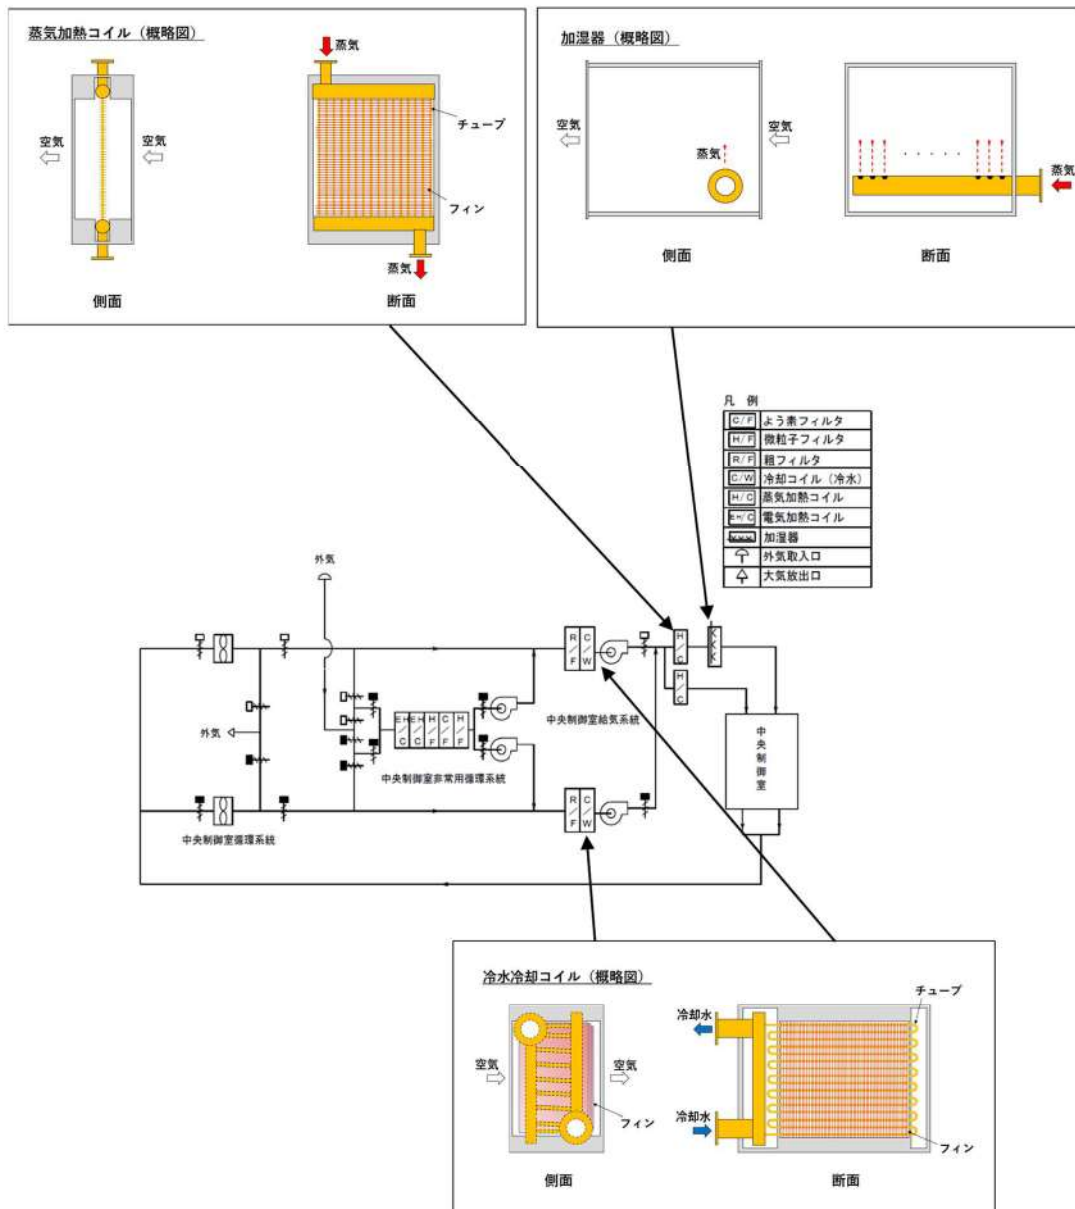 蒸気加熱コイル（概略図）
蒸気
チューブ
空気
空気
フィン
蒸気
側面
断面
加湿器（概略図）
空気
空気
蒸気
蒸気
側面
断面
凡　例
C/F よう素フィルタ
H/F 微粒子フィルタ
R/F 粗フィルタ
C/W 冷却コイル（冷水）
H/C 蒸気加熱コイル
EH/C 電気加熱コイル
加湿器
外気取入口
大気放出口
外気
R/F
C/W
H/C
H/C
外気
EH/C
EH/C
H/F
C/F
H/F
中央制御室給気系統
中央制御室
中央制御室非常用循環系統
R/F
C/W
中央制御室循環系統
冷水冷却コイル（概略図）
チューブ
冷却水
空気
空気
冷却水
フィン
フィン
側面
断面